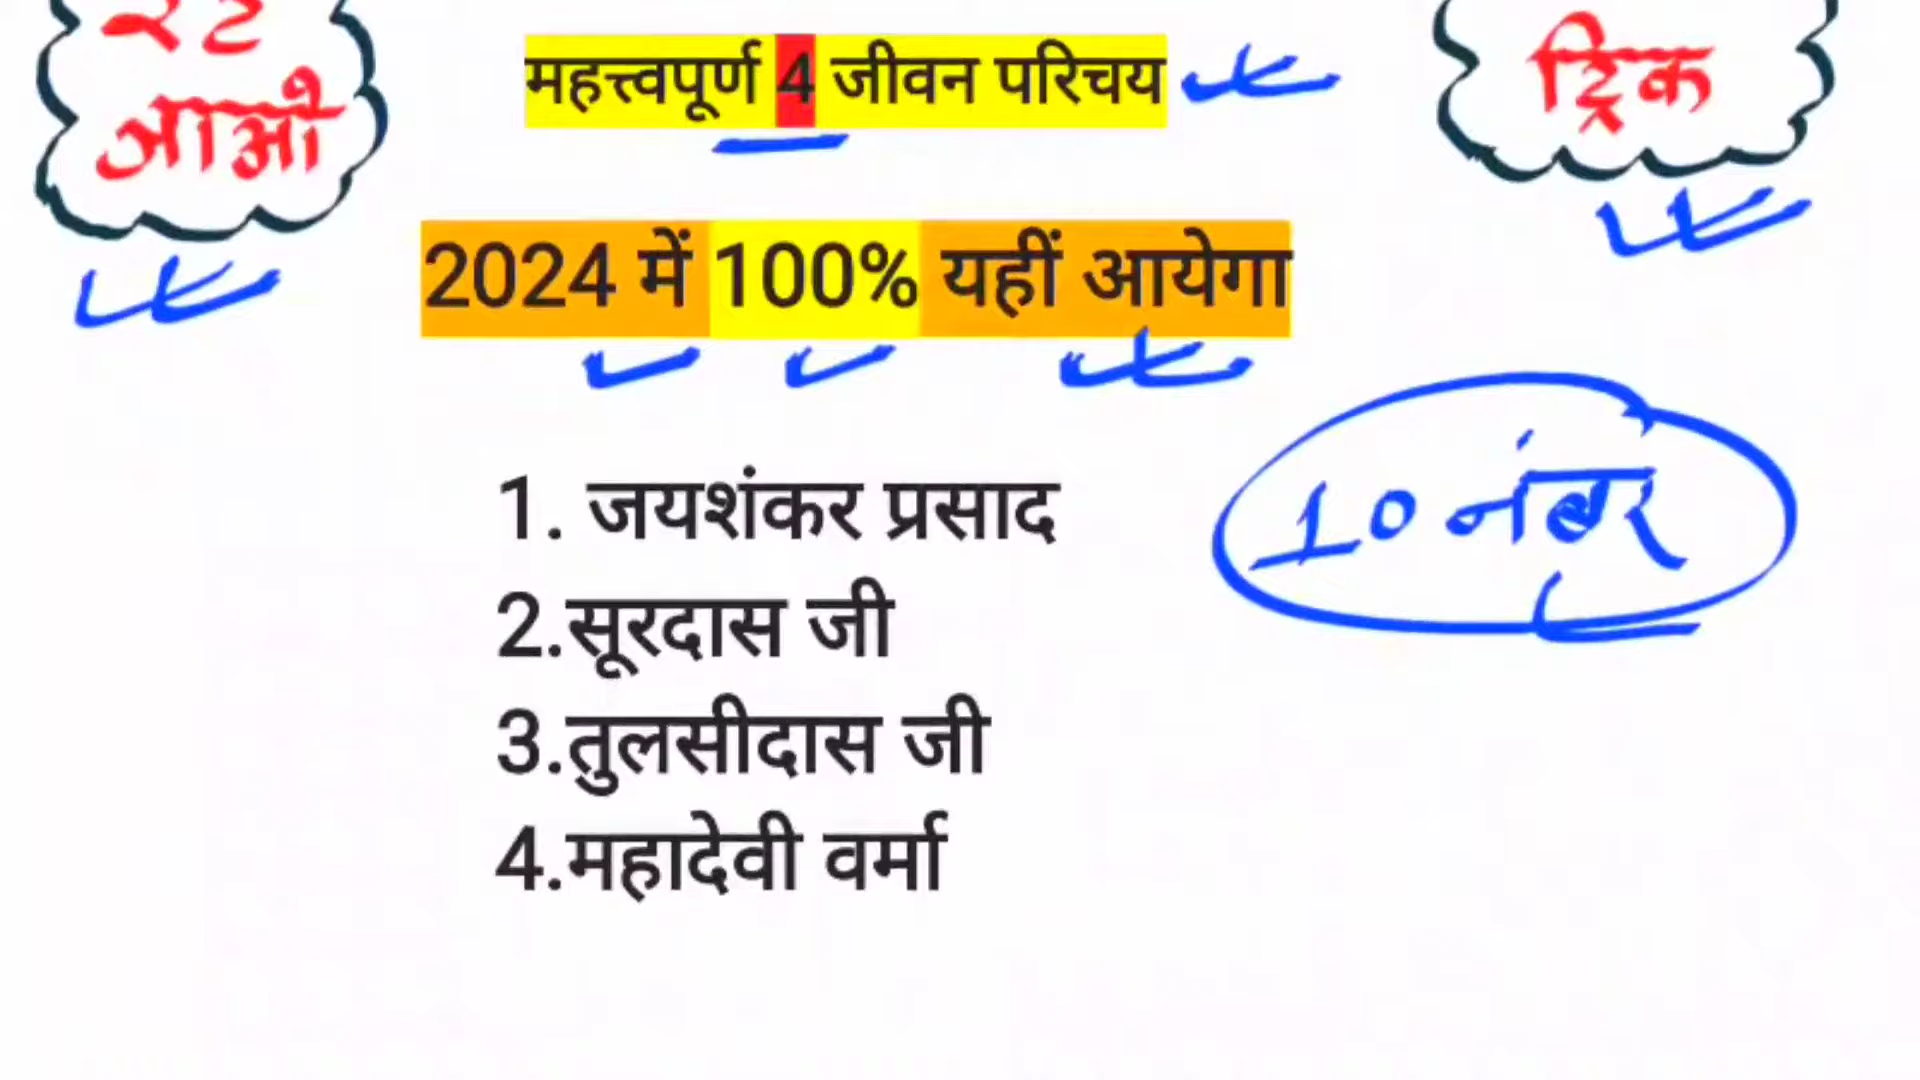 रट
जाओ
महत्त्वपूर्ण 4 जीवन परिचय
ट्रिक
2024 में 100% यहीं आयेगा
10 नंबर
1. जयशंकर प्रसाद
2.सूरदास जी
3.तुलसीदास जी
4.महादेवी वर्मा